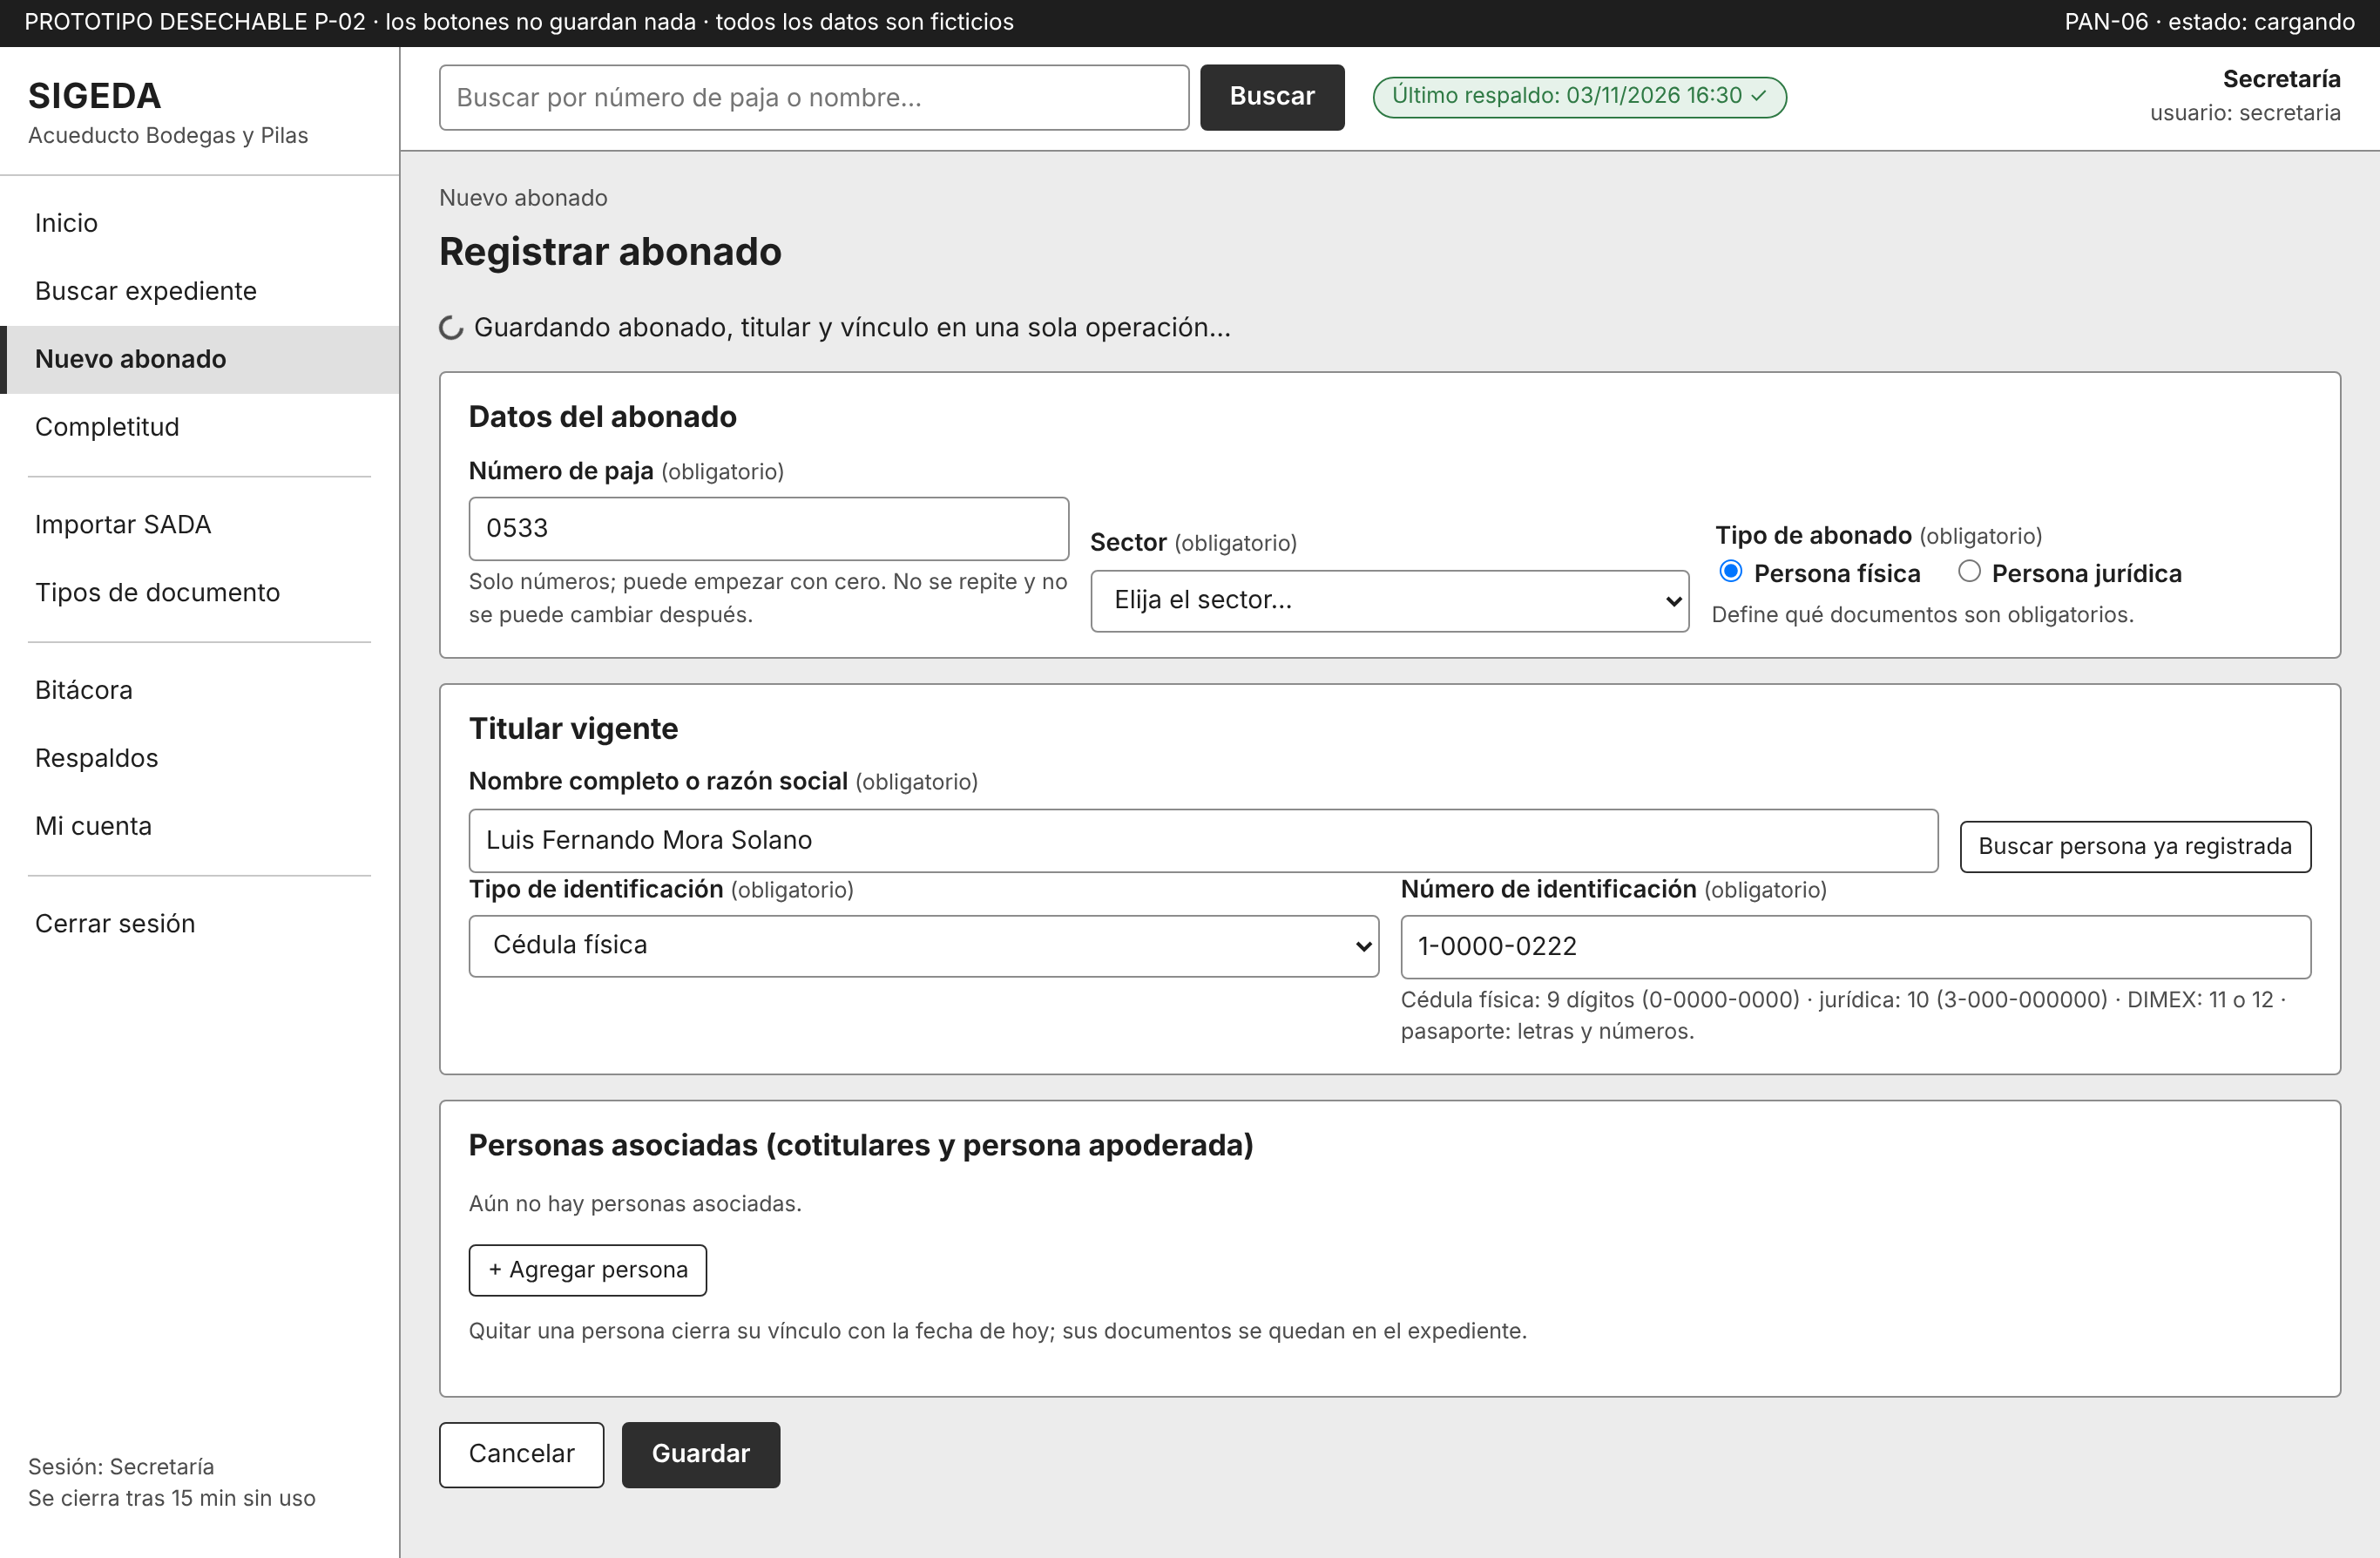 PROTOTIPO DESECHABLE P-02 · los botones no guardan nada · todos los datos son ficticios
PAN-06 · estado: cargando
SIGEDA
Acueducto Bodegas y Pilas
Inicio
Buscar expediente
Nuevo abonado
Completitud
Importar SADA
Tipos de documento
Bitácora
Respaldos
Mi cuenta
Cerrar sesión
Sesión: Secretaría
Se cierra tras 15 min sin uso
Buscar por número de paja o nombre...
Buscar
Último respaldo: 03/11/2026 16:30 ✓
Secretaría
usuario: secretaria
Nuevo abonado
Registrar abonado
Guardando abonado, titular y vínculo en una sola operación...
Datos del abonado
Número de paja (obligatorio)
0533
Solo números; puede empezar con cero. No se repite y no
se puede cambiar después.
Sector (obligatorio)
Elija el sector...
Tipo de abonado (obligatorio)
Persona física
Persona jurídica
Define qué documentos son obligatorios.
Titular vigente
Nombre completo o razón social (obligatorio)
Luis Fernando Mora Solano
Buscar persona ya registrada
Tipo de identificación (obligatorio)
Cédula física
Número de identificación (obligatorio)
1-0000-0222
Cédula física: 9 dígitos (0-0000-0000) · jurídica: 10 (3-000-000000) · DIMEX: 11 o 12 ·
pasaporte: letras y números.
Personas asociadas (cotitulares y persona apoderada)
Aún no hay personas asociadas.
+ Agregar persona
Quitar una persona cierra su vínculo con la fecha de hoy; sus documentos se quedan en el expediente.
Cancelar
Guardar